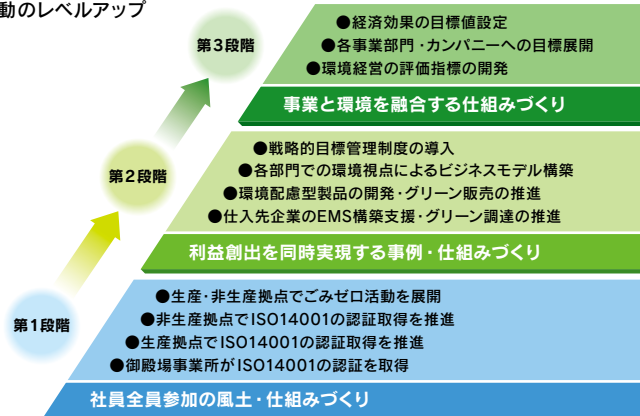 動のレベルアップ
第3段階
●経済効果の目標値設定
●各事業部門・カンパニーへの目標展開
●環境経営の評価指標の開発
事業と環境を融合する仕組みづくり
第2段階
●戦略的目標管理制度の導入
●各部門での環境視点によるビジネスモデル構築
●環境配慮型製品の開発・グリーン販売の推進
●仕入先企業のEMS構築支援・グリーン調達の推進
利益創出を同時実現する事例・仕組みづくり
第1段階
●生産・非生産拠点でごみゼロ活動を展開
●非生産拠点でISO14001の認証取得を推進
●生産拠点でISO14001の認証取得を推進
●御殿場事業所がISO14001の認証を取得
社員全員参加の風土・仕組みづくり